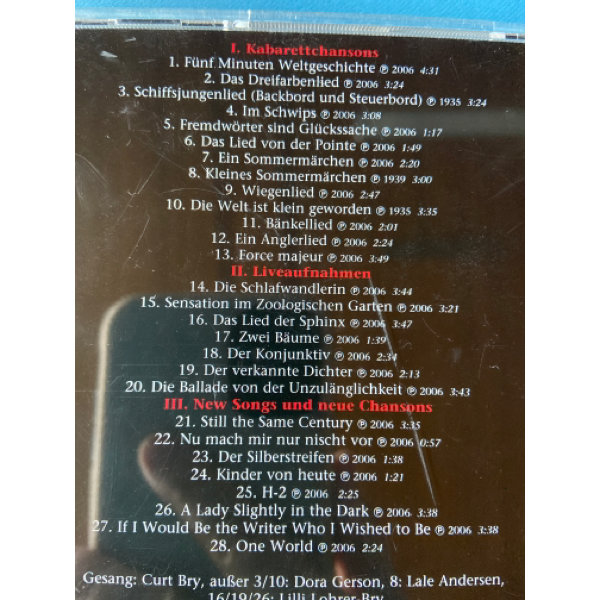 I. Kabarettchansons
1. Fünf Minuten Weltgeschichte ℗ 2006 4:31
2. Das Dreifarbenlied ℗ 2006 3:24
3. Schiffsjungenlied (Backbord und Steuerbord) ℗ 1935 3:24
4. Im Schwips ℗ 2006 3:08
5. Fremdwörter sind Glückssache ℗ 2006 1:17
6. Das Lied von der Pointe ℗ 2006 1:49
7. Ein Sommermärchen ℗ 2006 2:20
8. Kleines Sommermärchen ℗ 1939 3:00
9. Wiegenlied ℗ 2006 2:47
10. Die Welt ist klein geworden ℗ 1935 3:35
11. Bänkellied ℗ 2006 2:01
12. Ein Anglerlied ℗ 2006 2:24
13. Force majeur ℗ 2006 3:49
II. Liveaufnahmen
14. Die Schlafwandlerin ℗ 2006 3:44
15. Sensation im Zoologischen Garten ℗ 2006 3:21
16. Das Lied der Sphinx ℗ 2006 3:47
17. Zwei Bäume ℗ 2006 1:39
18. Der Konjunktiv ℗ 2006 2:34
19. Der verkannte Dichter ℗ 2006 2:13
20. Die Ballade von der Unzulänglichkeit ℗ 2006 3:43
III. New Songs und neue Chansons
21. Still the Same Century ℗ 2006 3:35
22. Nu mach mir nur nischt vor ℗ 2006 0:57
23. Der Silberstreifen ℗ 2006 1:38
24. Kinder von heute ℗ 2006 1:21
25. H-2 ℗ 2006 2:25
26. A Lady Slightly in the Dark ℗ 2006 3:38
27. If I Would Be the Writer Who I Wished to Be ℗ 2006 3:38
28. One World ℗ 2006 2:24
Gesang: Curt Bry, außer 3/10: Dora Gerson, 8: Lale Andersen,
16/19/26: Lilli Lohrer-Bry